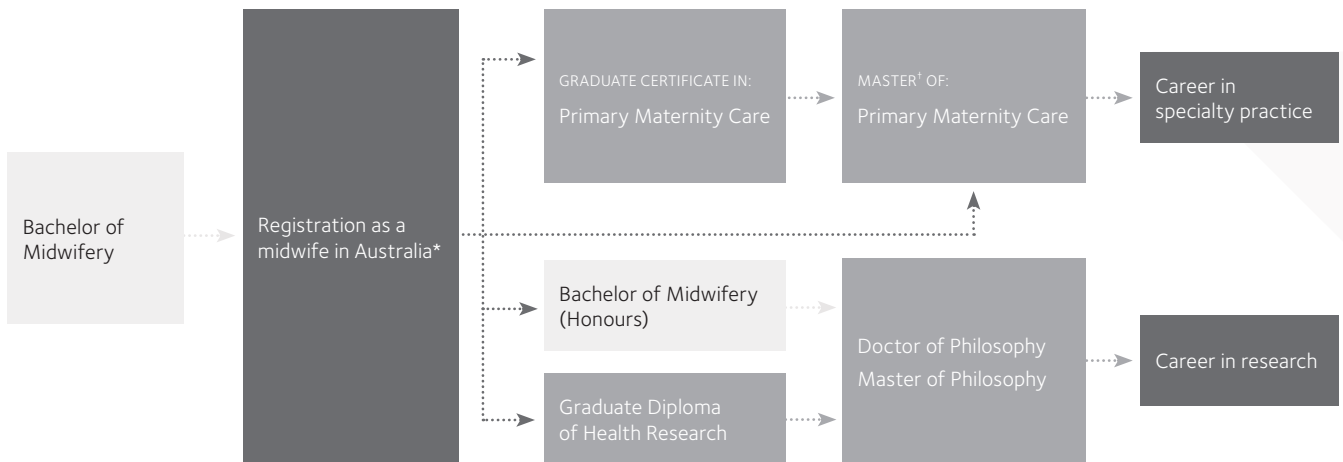 Bachelor of
Midwifery
Registration as a
midwife in Australia*
GRADUATE CERTIFICATE IN:
Primary Maternity Care
MASTER† OF:
Primary Maternity Care
Career in
specialty practice
Bachelor of Midwifery
(Honours)
Graduate Diploma
of Health Research
Doctor of Philosophy
Master of Philosophy
Career in research